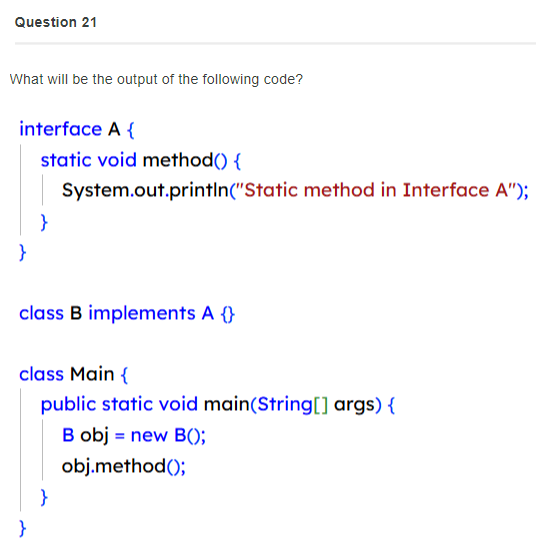 Question 21
What will be the output of the following code?
interface A {
static void method() {
System.out.println("Static method in Interface A");
}
}
class B implements A {}
class Main {
public static void main(String[] args) {
B obj = new B();
obj.method();
}
}